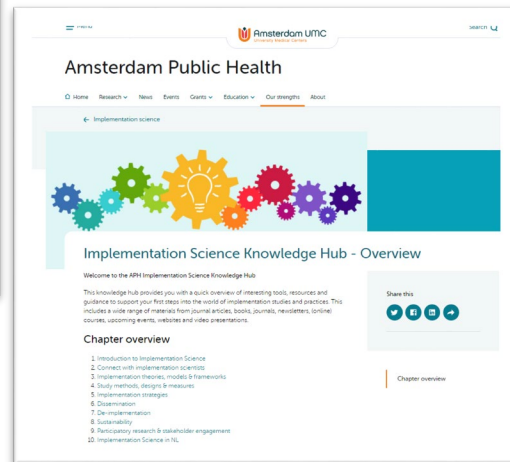 Search
Amsterdam UMC
University Medical Centers
Amsterdam Public Health
Home Research News Events Grants Education Our strengths About
← Implementation science
Implementation Science Knowledge Hub - Overview
Welcome to the APH Implementation Science Knowledge Hub
This knowledge hub provides you with a quick overview of interesting tools, resources and
guidance to support your first steps into the world of implementation studies and practices. This
includes a wide range of materials from journal articles, books, journals, newsletters, (online)
courses, upcoming events, websites and video presentations.
Share this
Chapter overview
1. Introduction to Implementation Science
2. Connect with implementation scientists
3. Implementation theories, models & frameworks
4. Study methods, designs & measures
5. Implementation strategies
6. Dissemination
7. De-implementation
8. Sustainability
9. Participatory research & stakeholder engagement
10. Implementation Science in NL
Chapter overview